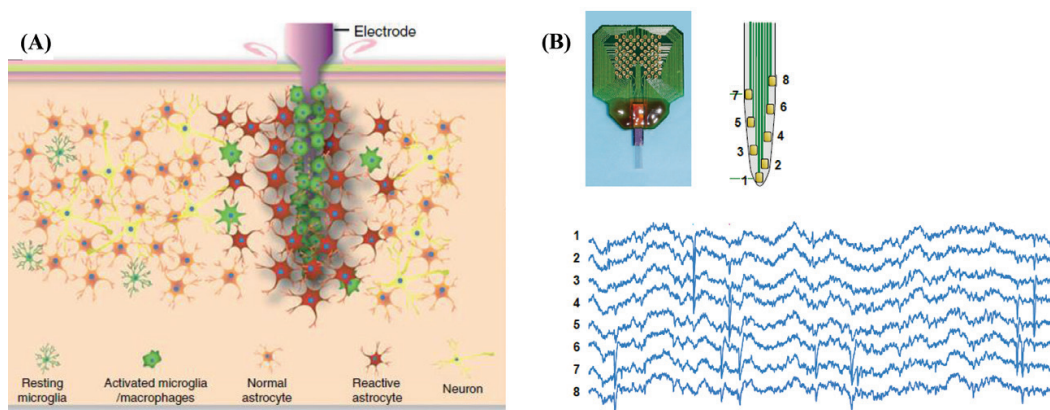 (A)
Electrode
Resting
microglia
Activated microglia
/macrophages
Normal
astrocyte
Reactive
astrocyte
Neuron
(B)
8
7
6
5
4
3
2
1
1
2
3
4
5
6
7
8